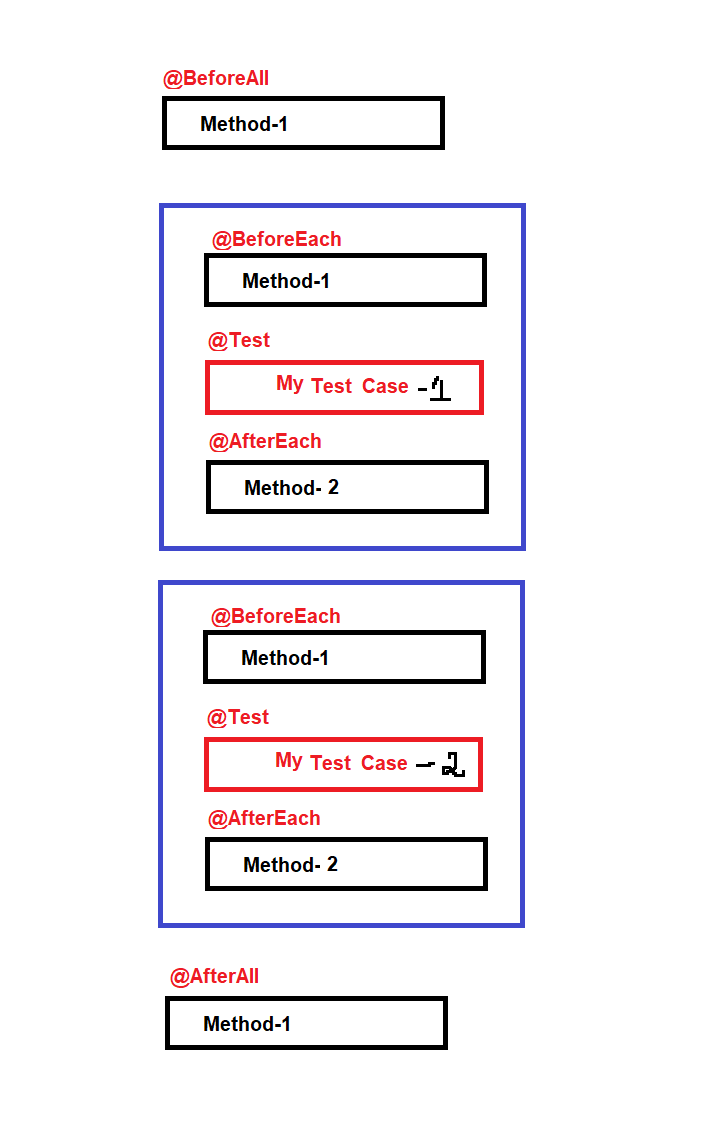 @BeforeAll
Method-1
@BeforeEach
Method-1
@Test
My Test Case -1
@AfterEach
Method- 2
@BeforeEach
Method-1
@Test
My Test Case -2
@AfterEach
Method- 2
@AfterAll
Method-1